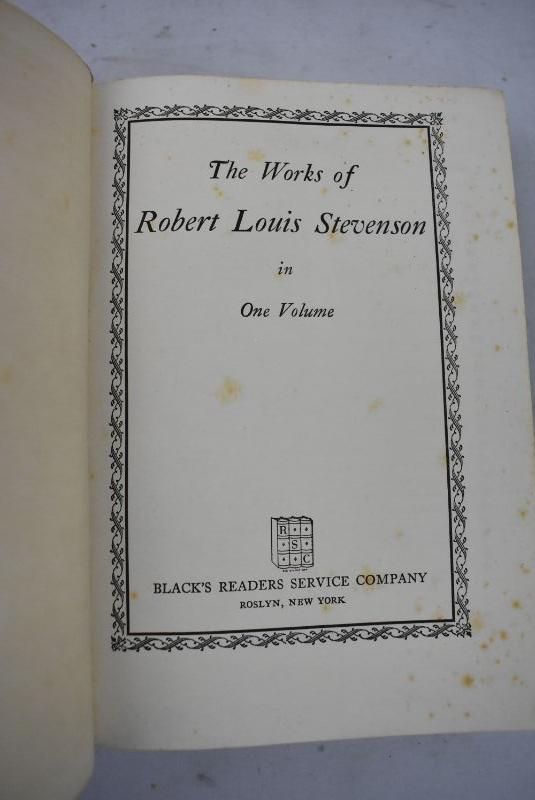 The Works of
Robert Louis Stevenson
in
One Volume
B
S
C
BLACK'S READERS SERVICE COMPANY
ROSLYN, NEW YORK